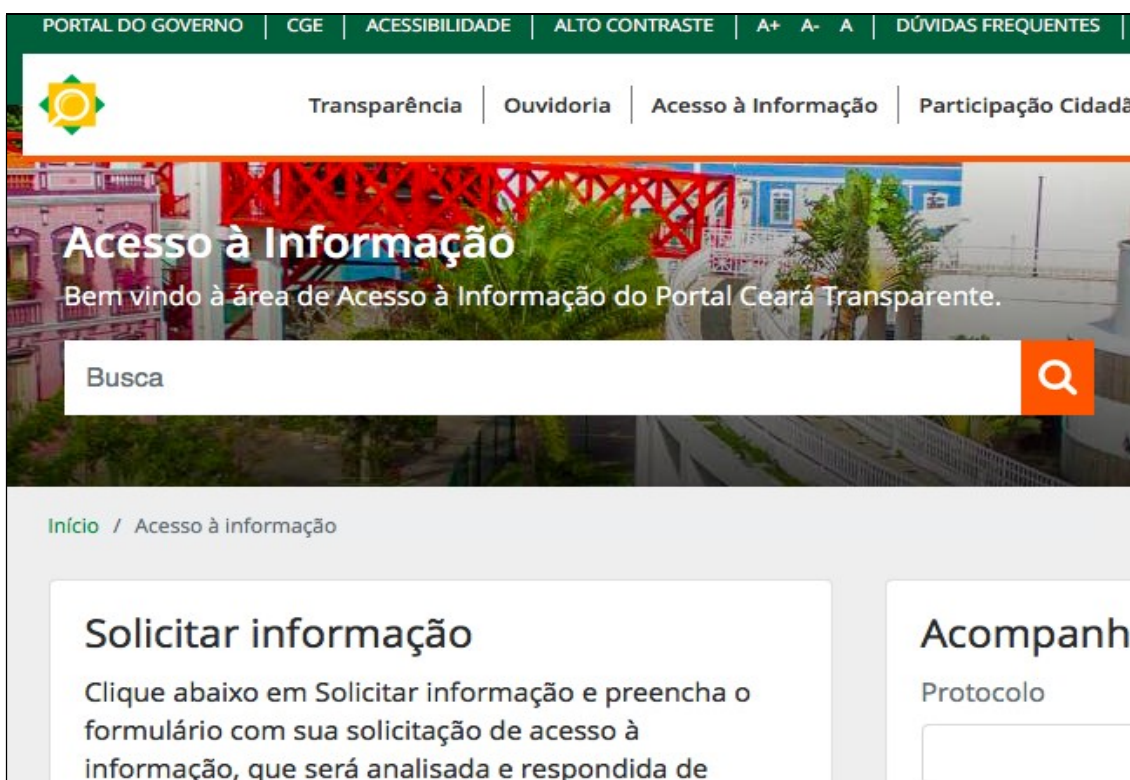 PORTAL DO GOVERNO | CGE | ACESSIBILIDADE | ALTO CONTRASTE | A+ A- A | DÚVIDAS FREQUENTES |
Transparência | Ouvidoria | Acesso à Informação | Participação Cidadã
Acesso à Informação
Bem vindo à área de Acesso à Informação do Portal Ceará Transparente.
Busca
Início / Acesso à informação
Solicitar informação
Clique abaixo em Solicitar informação e preencha o
formulário com sua solicitação de acesso à
informação, que será analisada e respondida de
Acompanh
Protocolo